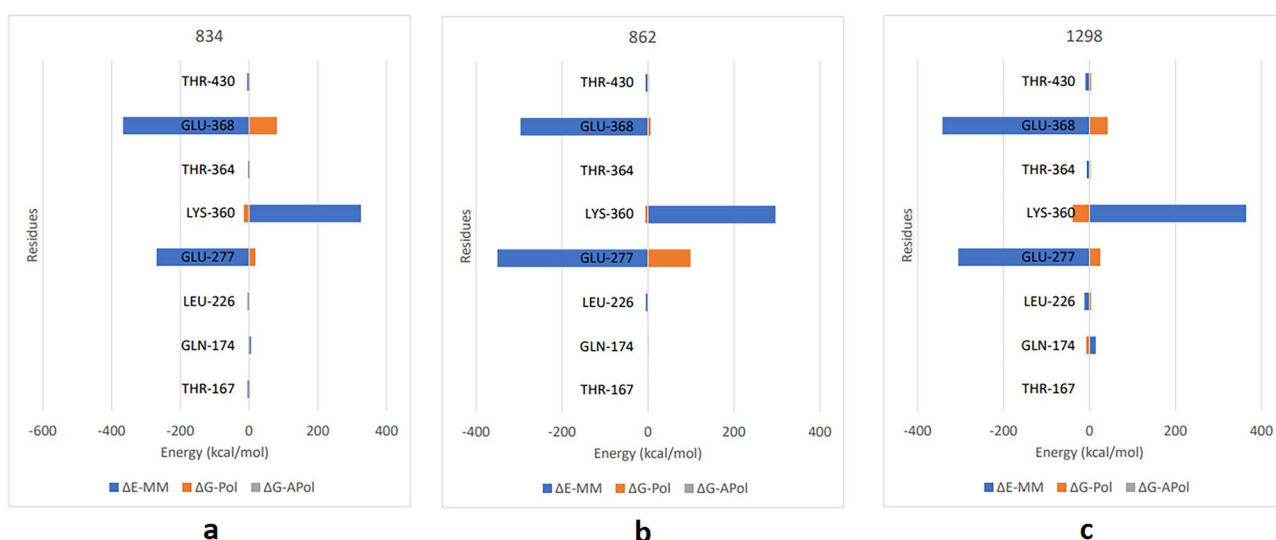 834
THR-430
GLU-368
THR-364
LYS-360
GLU-277
LEU-226
GLN-174
THR-167
Residues
-600 -400 -200 0 200 400
Energy (kcal/mol)
ΔE-MM ΔG-Pol ΔG-APol
a
862
THR-430
GLU-368
THR-364
LYS-360
GLU-277
LEU-226
GLN-174
THR-167
Residues
-400 -200 0 200 400
Energy (kcal/mol)
ΔE-MM ΔG-Pol ΔG-APol
b
1298
THR-430
GLU-368
THR-364
LYS-360
GLU-277
LEU-226
GLN-174
THR-167
Residues
-400 -200 0 200 400
Energy (kcal/mol)
ΔE-MM ΔG-Pol ΔG-APol
c